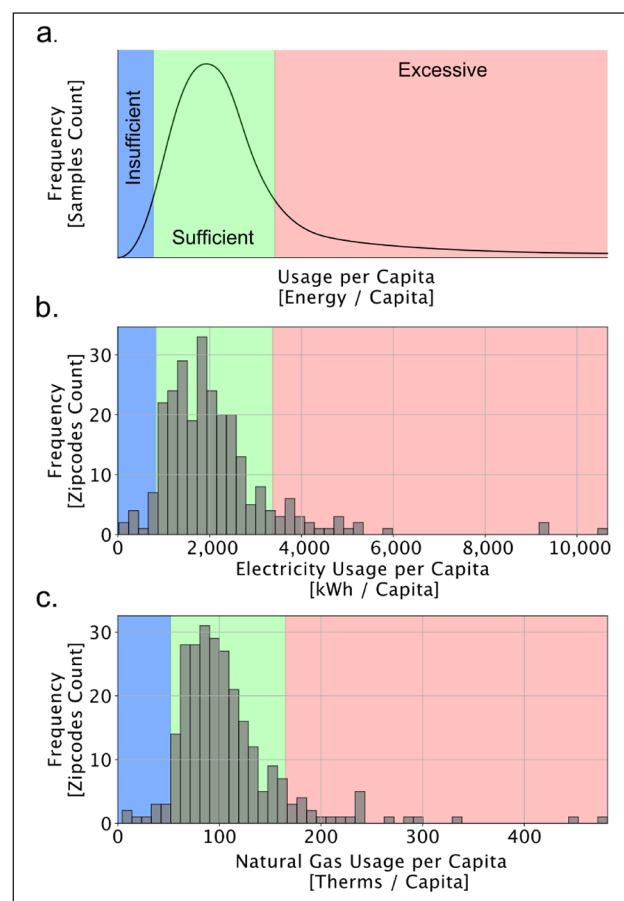 a.
Frequency
[Samples Count]
Insufficient
Sufficient
Excessive
Usage per Capita
[Energy / Capita]
b.
Frequency
[Zipcodes Count]
30
20
10
0
0 2,000 4,000 6,000 8,000 10,000
Electricity Usage per Capita
[kWh / Capita]
c.
Frequency
[Zipcodes Count]
30
20
10
0
0 100 200 300 400
Natural Gas Usage per Capita
[Therms / Capita]